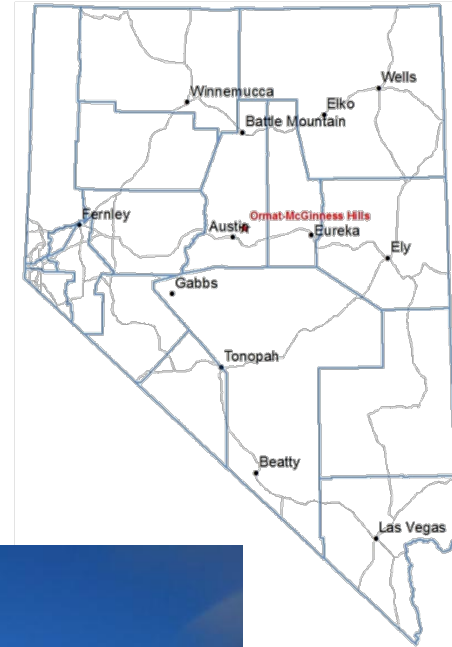 Wells
Winnemucca
Elko
Battle Mountain
Fernley
Ormat-McGinness Hills
Austin
Eureka
Ely
Gabbs
Tonopah
Beatty
Las Vegas